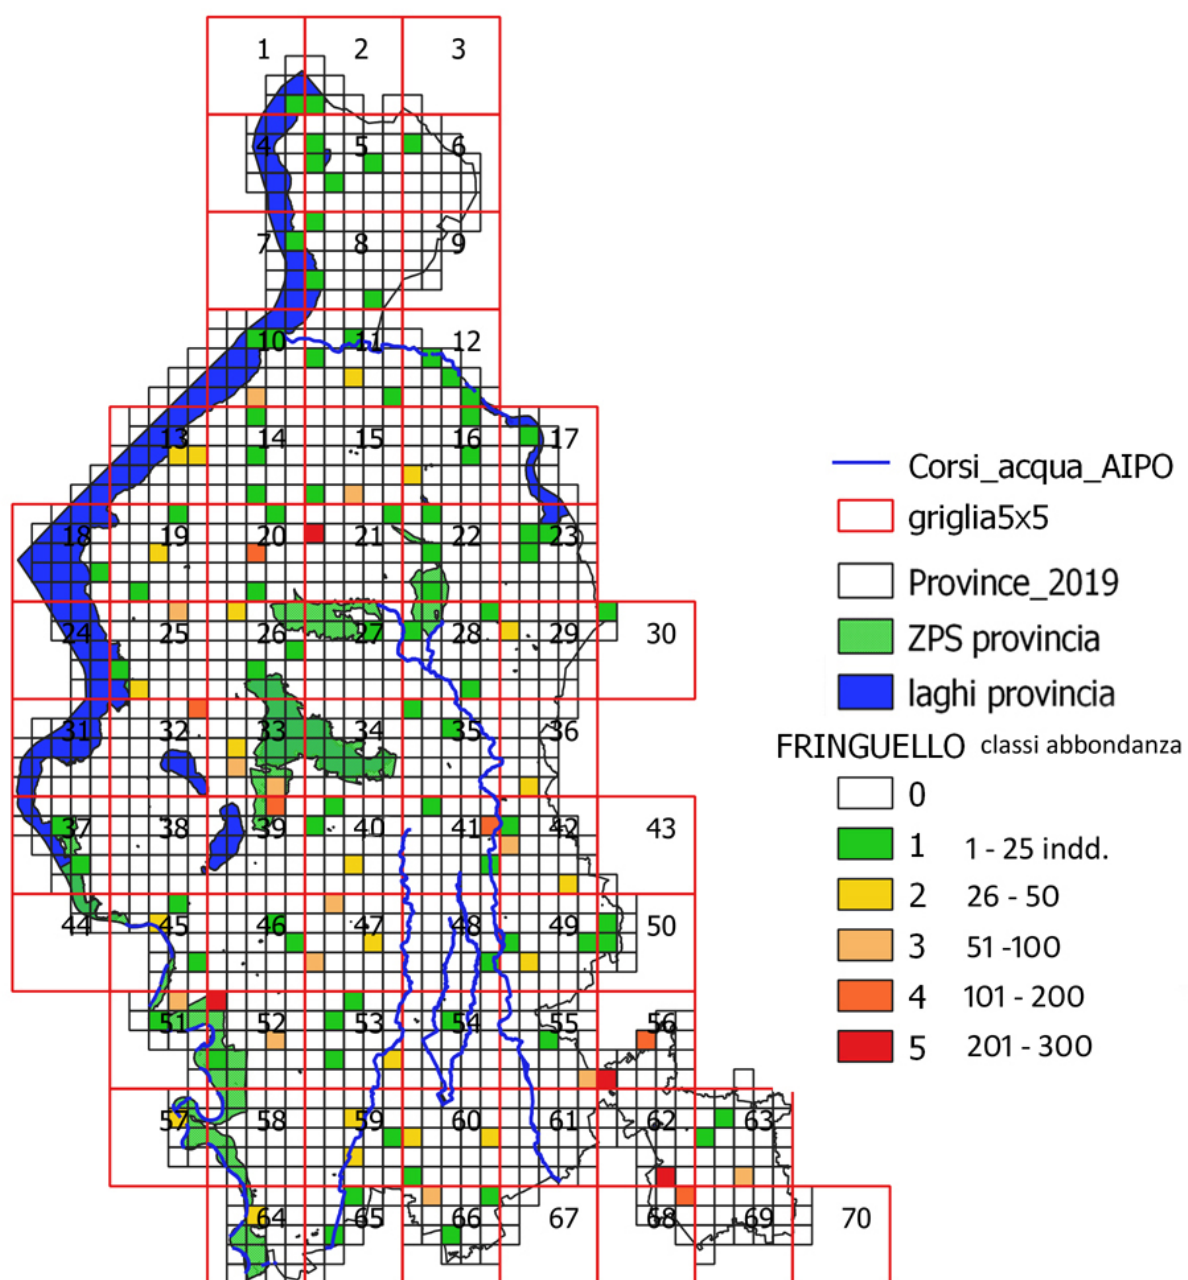 1 2 3
4 5 6
7 8 9
10 11 12
13 14 15 16 17
18 19 20 21 22 23
24 25 26 27 28 29 30
31 32 33 34 35 36
37 38 39 40 41 42 43
44 45 46 47 48 49 50
51 52 53 54 55 56
57 58 59 60 61 62 63
64 65 66 67 68 69 70
Corsi_acqua_AIPO
griglia5x5
Province_2019
ZPS provincia
laghi provincia
FRINGUELLO classi abbondanza
0
1 1 - 25 indd.
2 26 - 50
3 51 -100
4 101 - 200
5 201 - 300